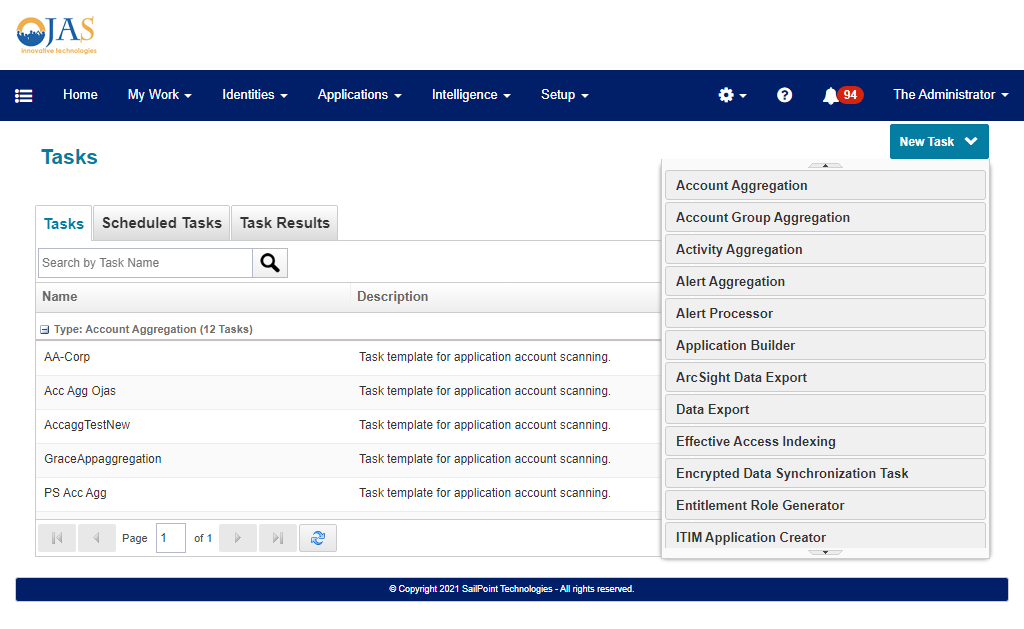 OJAS
innovative technologies
Home My Work Identities Applications Intelligence Setup 94 The Administrator
New Task
Tasks
Tasks Scheduled Tasks Task Results
Search by Task Name
Name Description
Type: Account Aggregation (12 Tasks)
AA-Corp Task template for application account scanning.
Acc Agg Ojas Task template for application account scanning.
AccaggTestNew Task template for application account scanning.
GraceAppaggregation Task template for application account scanning.
PS Acc Agg Task template for application account scanning.
Page 1 of 1
Account Aggregation
Account Group Aggregation
Activity Aggregation
Alert Aggregation
Alert Processor
Application Builder
ArcSight Data Export
Data Export
Effective Access Indexing
Encrypted Data Synchronization Task
Entitlement Role Generator
ITIM Application Creator
© Copyright 2021 SailPoint Technologies - All rights reserved.